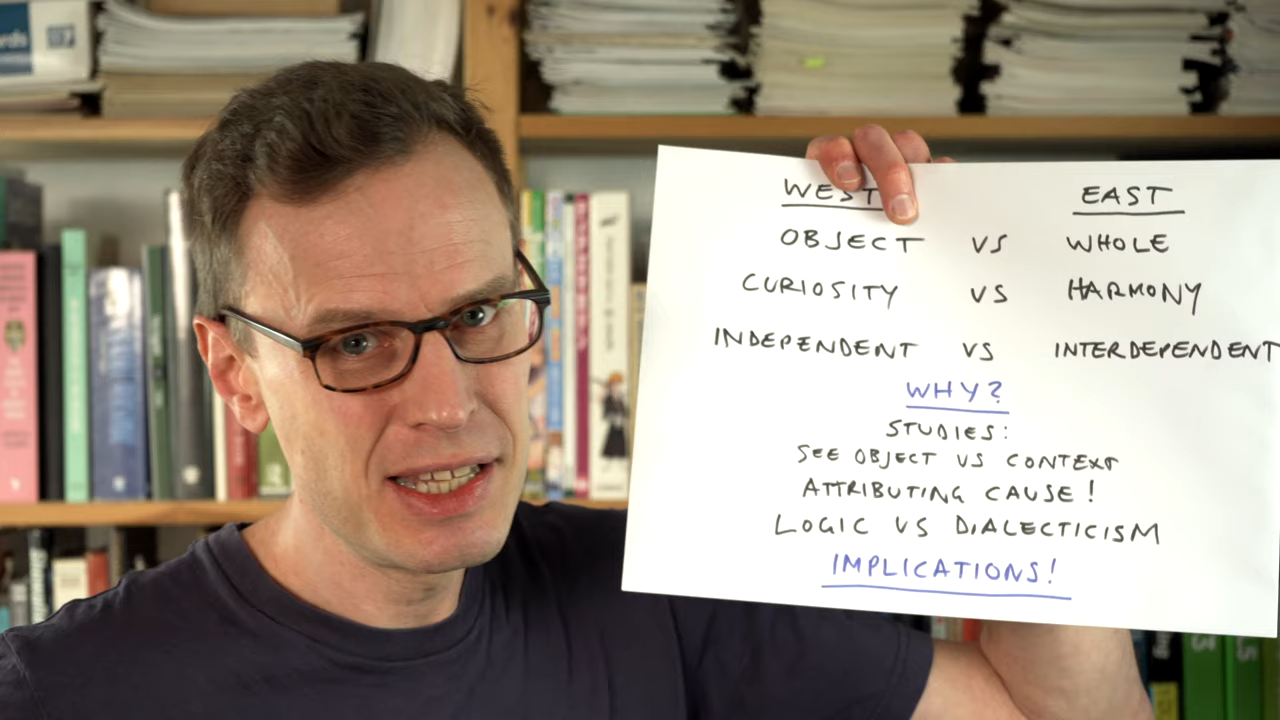 WEST EAST
OBJECT VS WHOLE
CURIOSITY VS HARMONY
INDEPENDENT VS INTERDEPENDENT
WHY?
STUDIES:
SEE OBJECT VS CONTEXT
ATTRIBUTING CAUSE!
LOGIC VS DIALECTICISM
IMPLICATIONS!